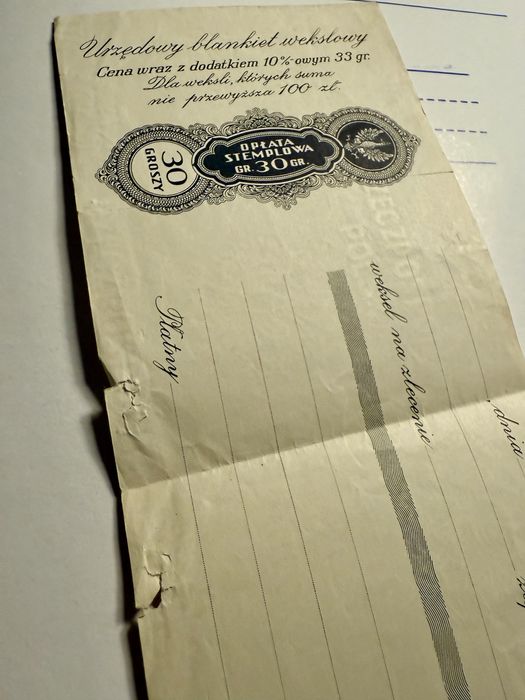 Urzędowy blankiet wekslowy
Cena wraz z dodatkiem 10%-owym 33 gr.
Dla weksli, których suma
nie przewyższa 100 zł.
30
GROSZY
OPŁATA
STEMPLOWA
GR. 30 GR.
Płatny
weksel na zlecenie
dnia